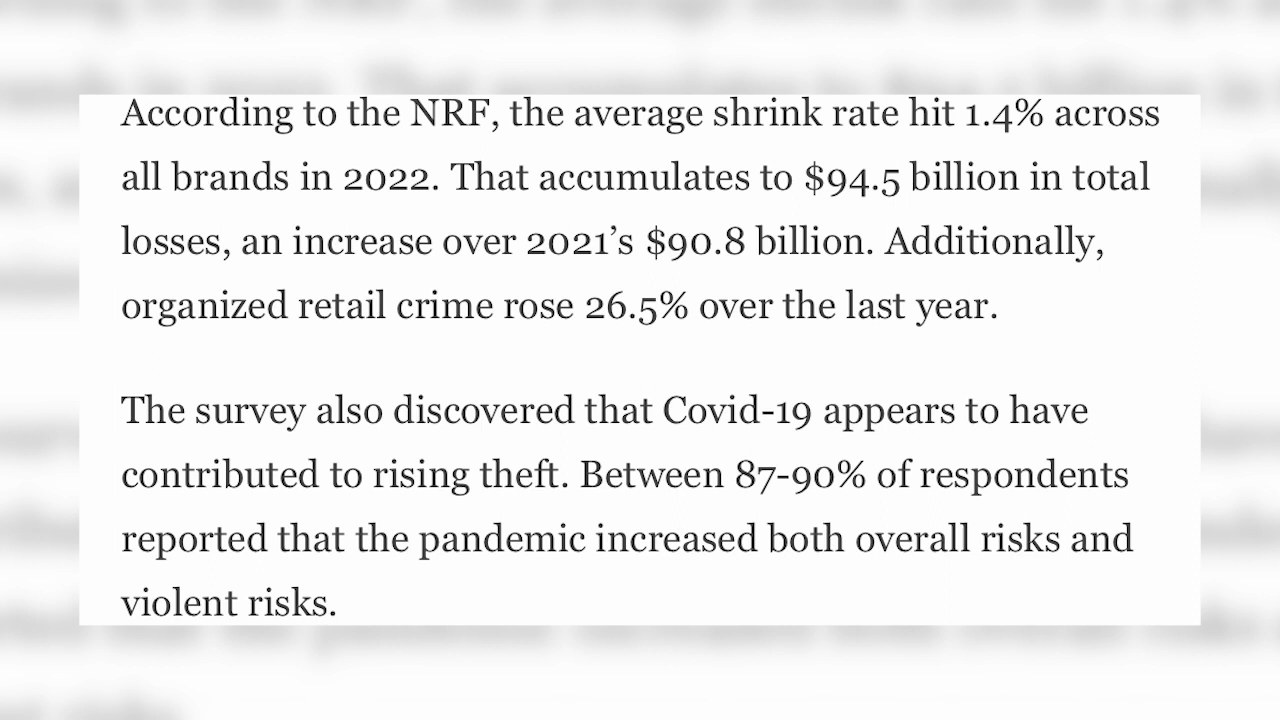 According to the NRF, the average shrink rate hit 1.4% across
all brands in 2022. That accumulates to $94.5 billion in total
losses, an increase over 2021’s $90.8 billion. Additionally,
organized retail crime rose 26.5% over the last year.
The survey also discovered that Covid-19 appears to have
contributed to rising theft. Between 87-90% of respondents
reported that the pandemic increased both overall risks and
violent risks.